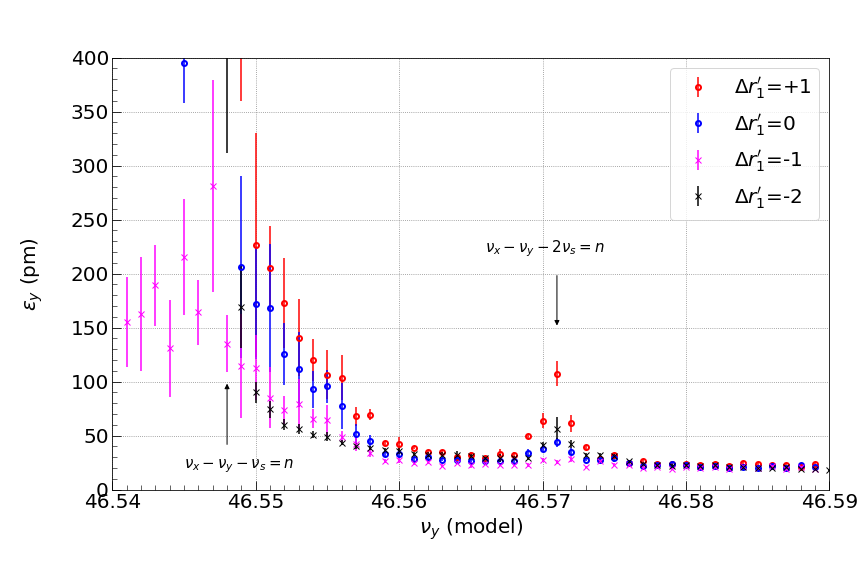 400
350
300
250
200
150
100
50
0
εy (pm)
Δr′1=+1
Δr′1=0
Δr′1=-1
Δr′1=-2
νx − νy − 2νs = n
νx − νy − νs = n
46.54 46.55 46.56 46.57 46.58 46.59
νy (model)